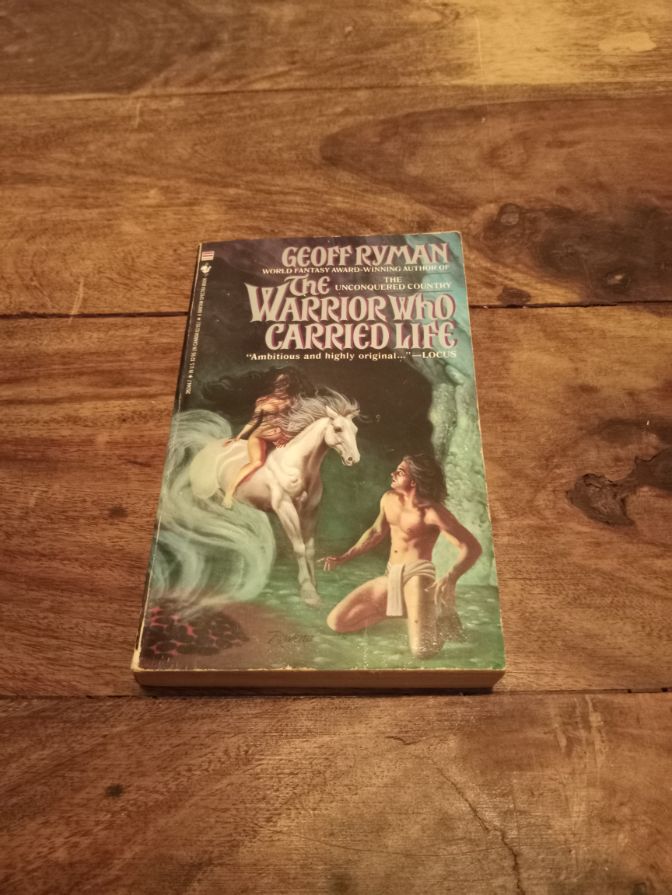 GEOFF RYMAN
WORLD FANTASY AWARD-WINNING AUTHOR OF
THE
UNCONQUERED COUNTRY
The
WARRIOR WHO
CARRIED LIFE
"Ambitious and highly original..."—LOCUS